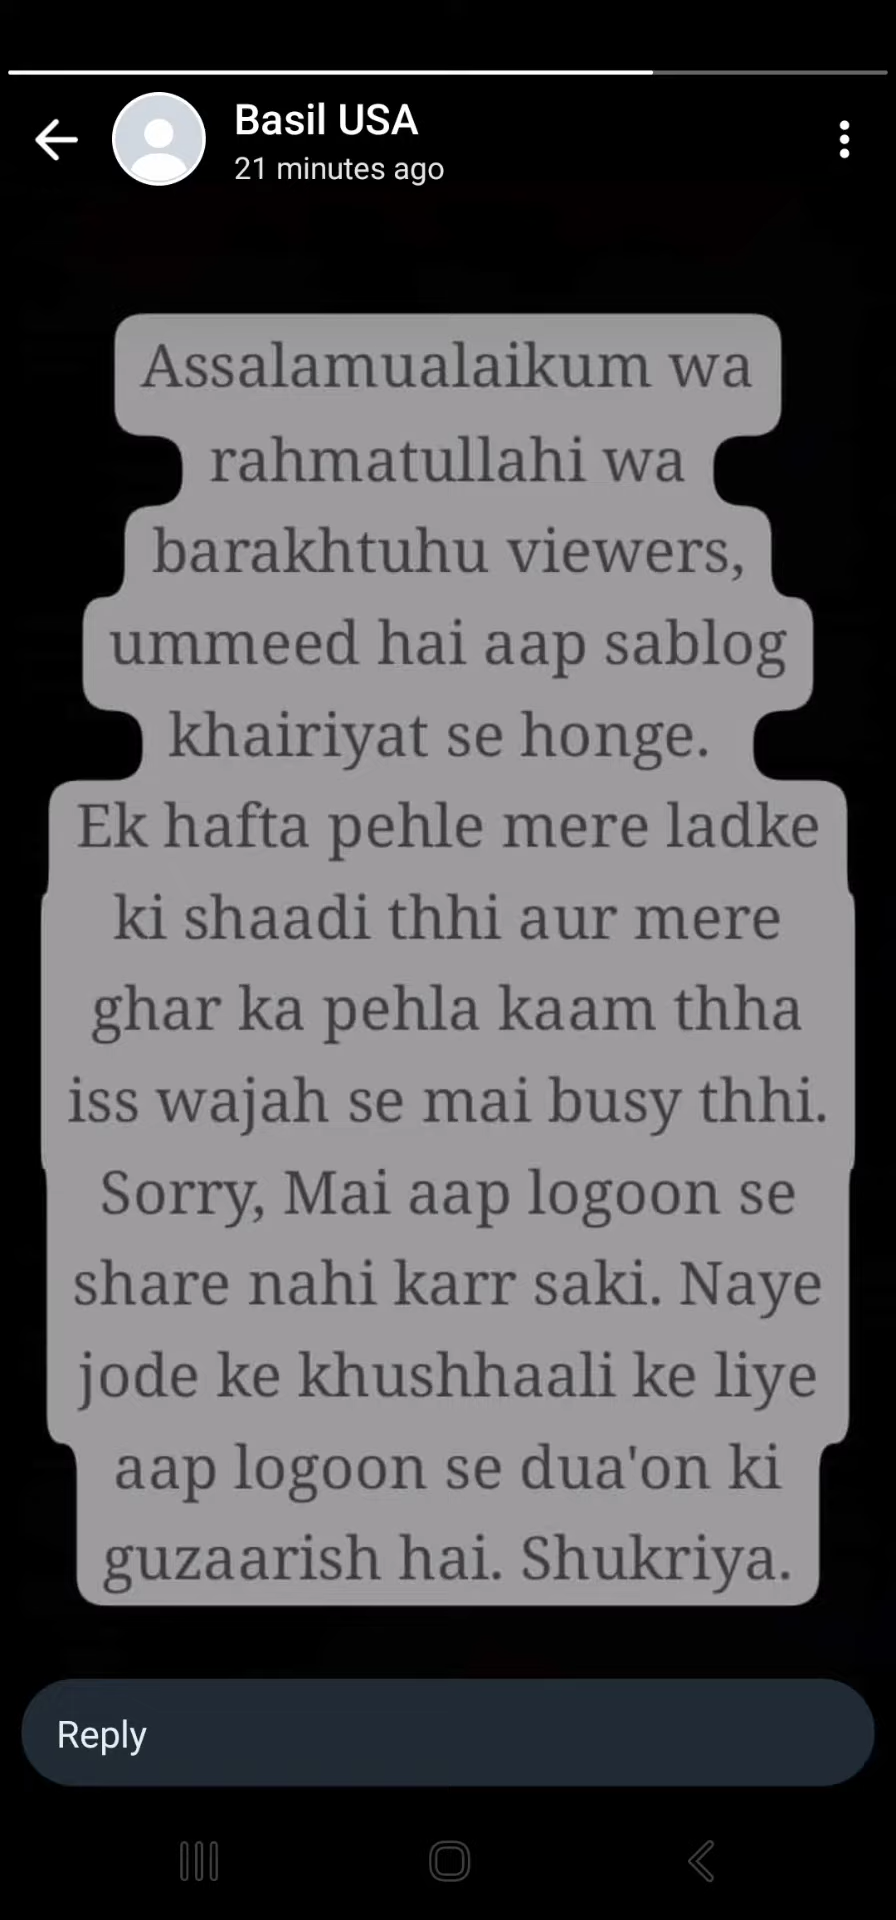 Basil USA
21 minutes ago
Assalamualaikum wa
rahmatullahi wa
barakhtuhu viewers,
ummeed hai aap sablog
khairiyat se honge.
Ek hafta pehle mere ladke
ki shaadi thhi aur mere
ghar ka pehla kaam thha
iss wajah se mai busy thhi.
Sorry, Mai aap logoon se
share nahi karr saki. Naye
jode ke khushhaali ke liye
aap logoon se dua'on ki
guzaarish hai. Shukriya.
Reply